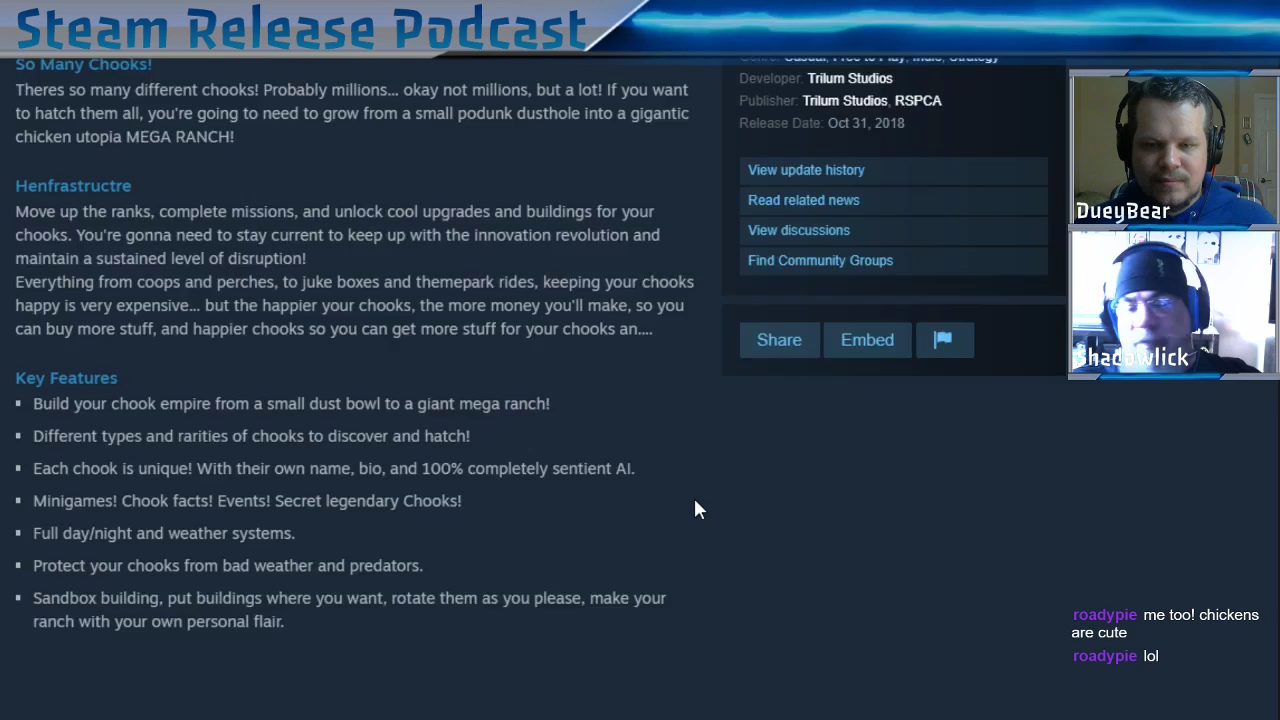 Steam Release Podcast
So Many Chooks!
Theres so many different chooks! Probably millions... okay not millions, but a lot! If you want
to hatch them all, you're going to need to grow from a small podunk dusthole into a gigantic
chicken utopia MEGA RANCH!
Henfrastructre
Move up the ranks, complete missions, and unlock cool upgrades and buildings for your
chooks. You're gonna need to stay current to keep up with the innovation revolution and
maintain a sustained level of disruption!
Everything from coops and perches, to juke boxes and themepark rides, keeping your chooks
happy is very expensive... but the happier your chooks, the more money you'll make, so you
can buy more stuff, and happier chooks so you can get more stuff for your chooks an....
Key Features
Build your chook empire from a small dust bowl to a giant mega ranch!
Different types and rarities of chooks to discover and hatch!
Each chook is unique! With their own name, bio, and 100% completely sentient AI.
Minigames! Chook facts! Events! Secret legendary Chooks!
Full day/night and weather systems.
Protect your chooks from bad weather and predators.
Sandbox building, put buildings where you want, rotate them as you please, make your
ranch with your own personal flair.
Genre: Casual, Free to Play, Indie, Strategy
Developer: Trilum Studios
Publisher: Trilum Studios, RSPCA
Release Date: Oct 31, 2018
View update history
Read related news
View discussions
Find Community Groups
Share
Embed
DueyBear
Shadowlick
roadypie me too! chickens
are cute
roadypie lol